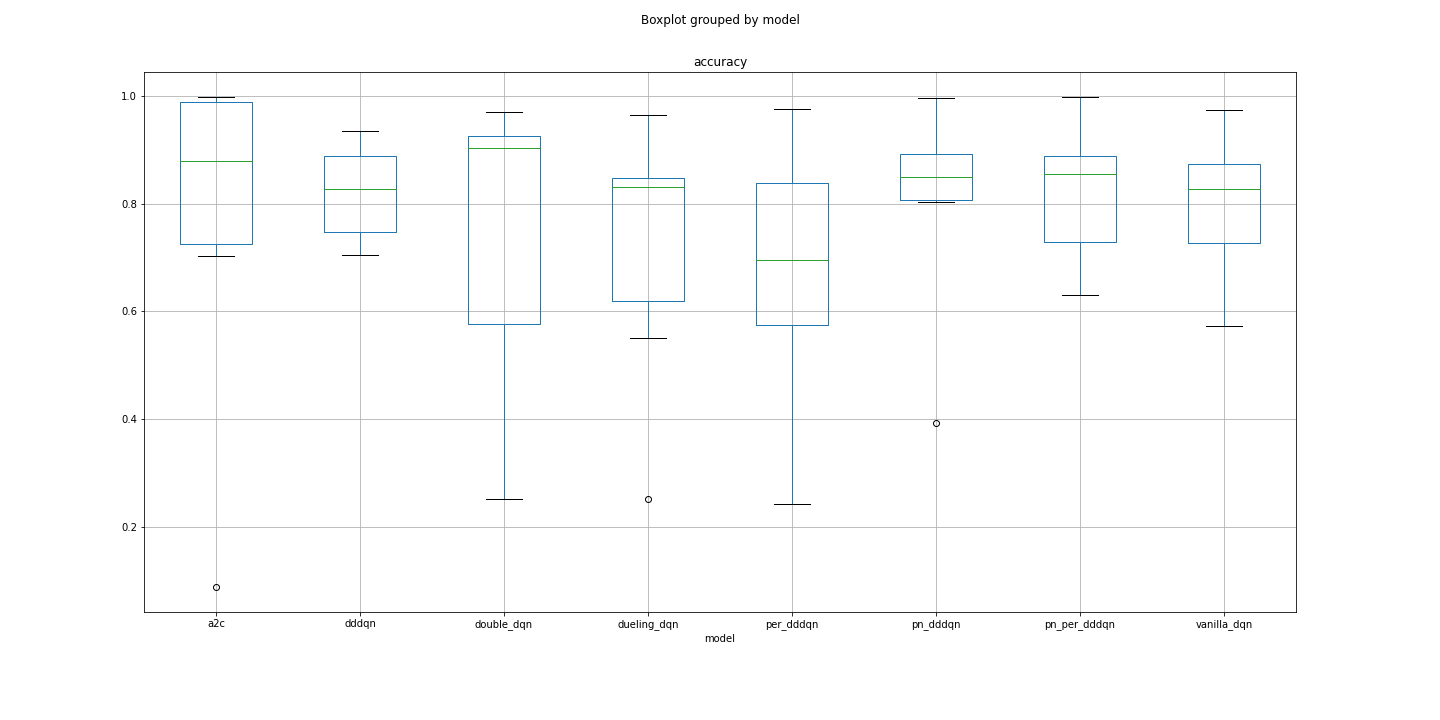 Boxplot grouped by model
accuracy
1.0
0.8
0.6
0.4
0.2
a2c dddqn double_dqn dueling_dqn per_dddqn pn_dddqn pn_per_dddqn vanilla_dqn
model